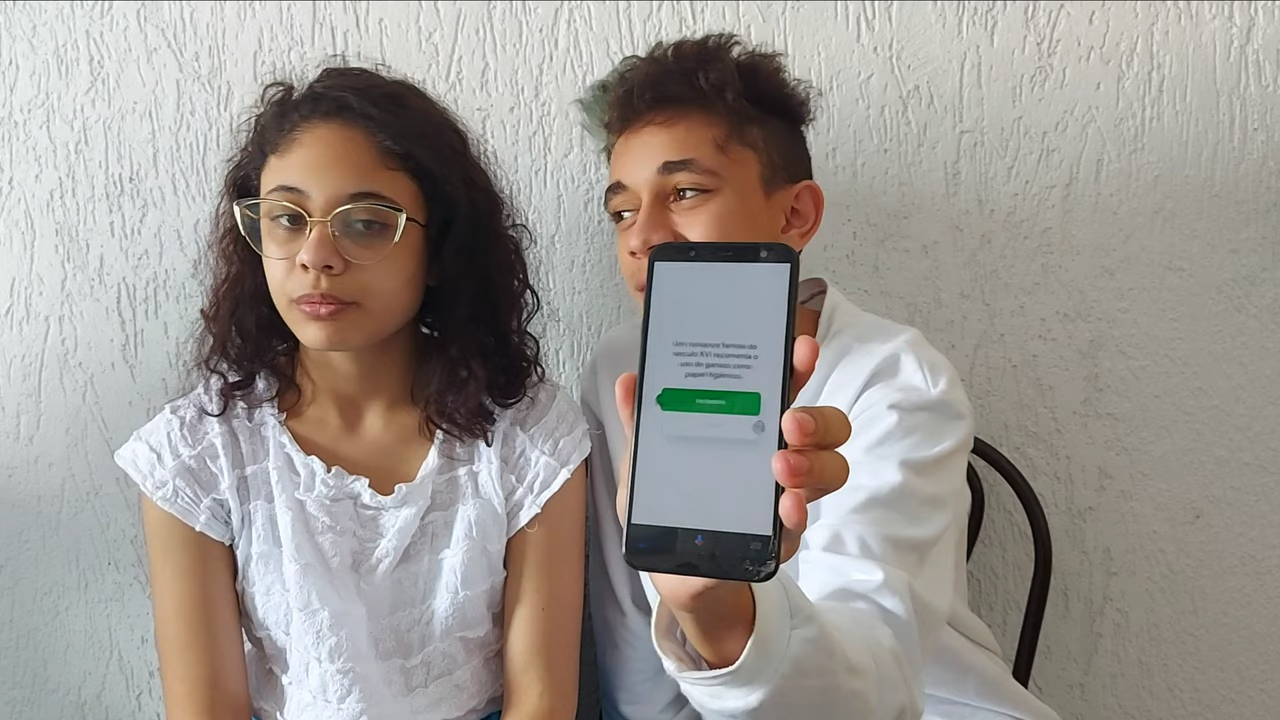 Um romance famoso do
século XVI recomenda o
uso de gansos como
papel higiênico.